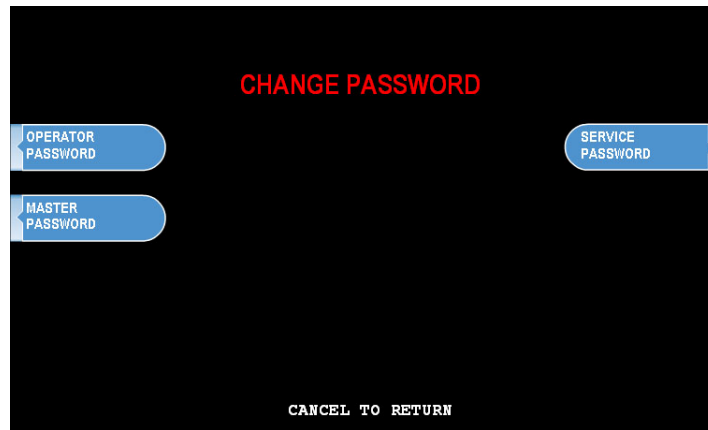 CHANGE PASSWORD
OPERATOR
PASSWORD
SERVICE
PASSWORD
MASTER
PASSWORD
CANCEL TO RETURN